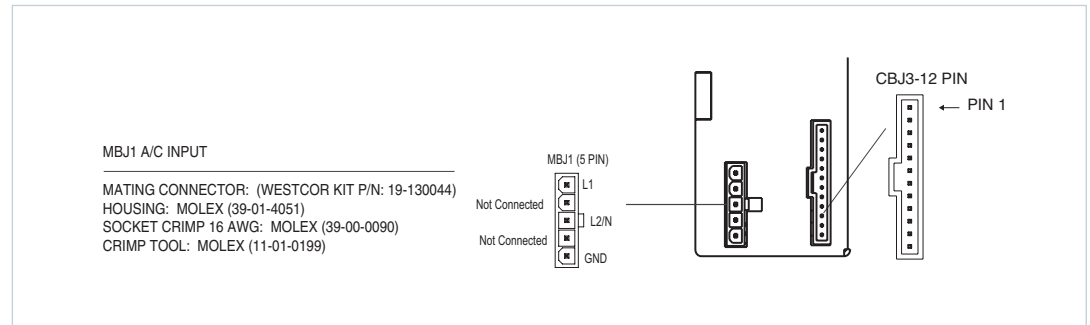 MBJ1 A/C INPUT
MATING CONNECTOR: (WESTCOR KIT P/N: 19-130044)
HOUSING: MOLEX (39-01-4051)
SOCKET CRIMP 16 AWG: MOLEX (39-00-0090)
CRIMP TOOL: MOLEX (11-01-0199)
MBJ1 (5 PIN)
L1
Not Connected
L2/N
Not Connected
GND
CBJ3-12 PIN
PIN 1